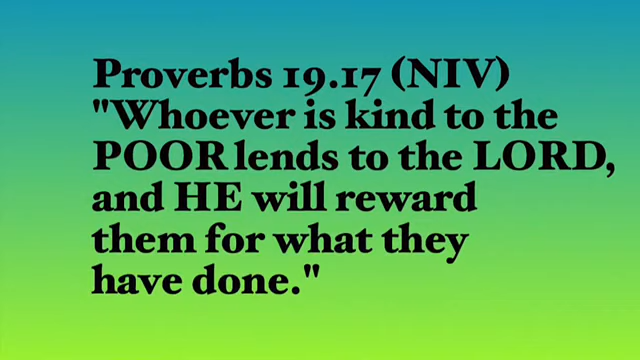 Proverbs 19.17 (NIV)
"Whoever is kind to the
POOR lends to the LORD,
and HE will reward
them for what they
have done."